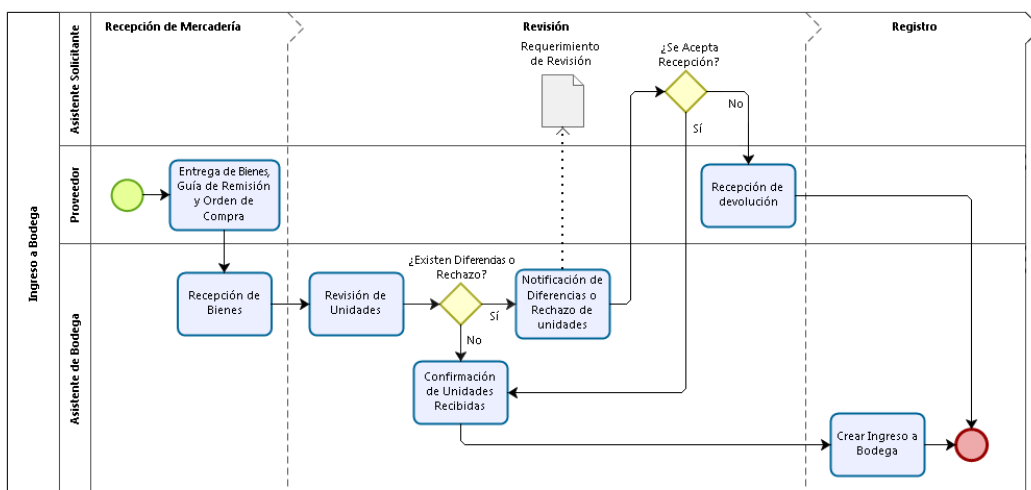 Ingreso a Bodega
Recepción de Mercadería
Revisión
Registro
Asistente Solicitante
Requerimiento
de Revisión
¿Se Acepta
Recepción?
No
Sí
Proveedor
Entrega de Bienes,
Guía de Remisión
y Orden de
Compra
Recepción de
devolución
Asistente de Bodega
Recepción de
Bienes
Revisión de
Unidades
¿Existen Diferencias o
Rechazo?
Sí
No
Notificación de
Diferencias o
Rechazo de
unidades
Confirmación
de Unidades
Recibidas
Crear Ingreso a
Bodega